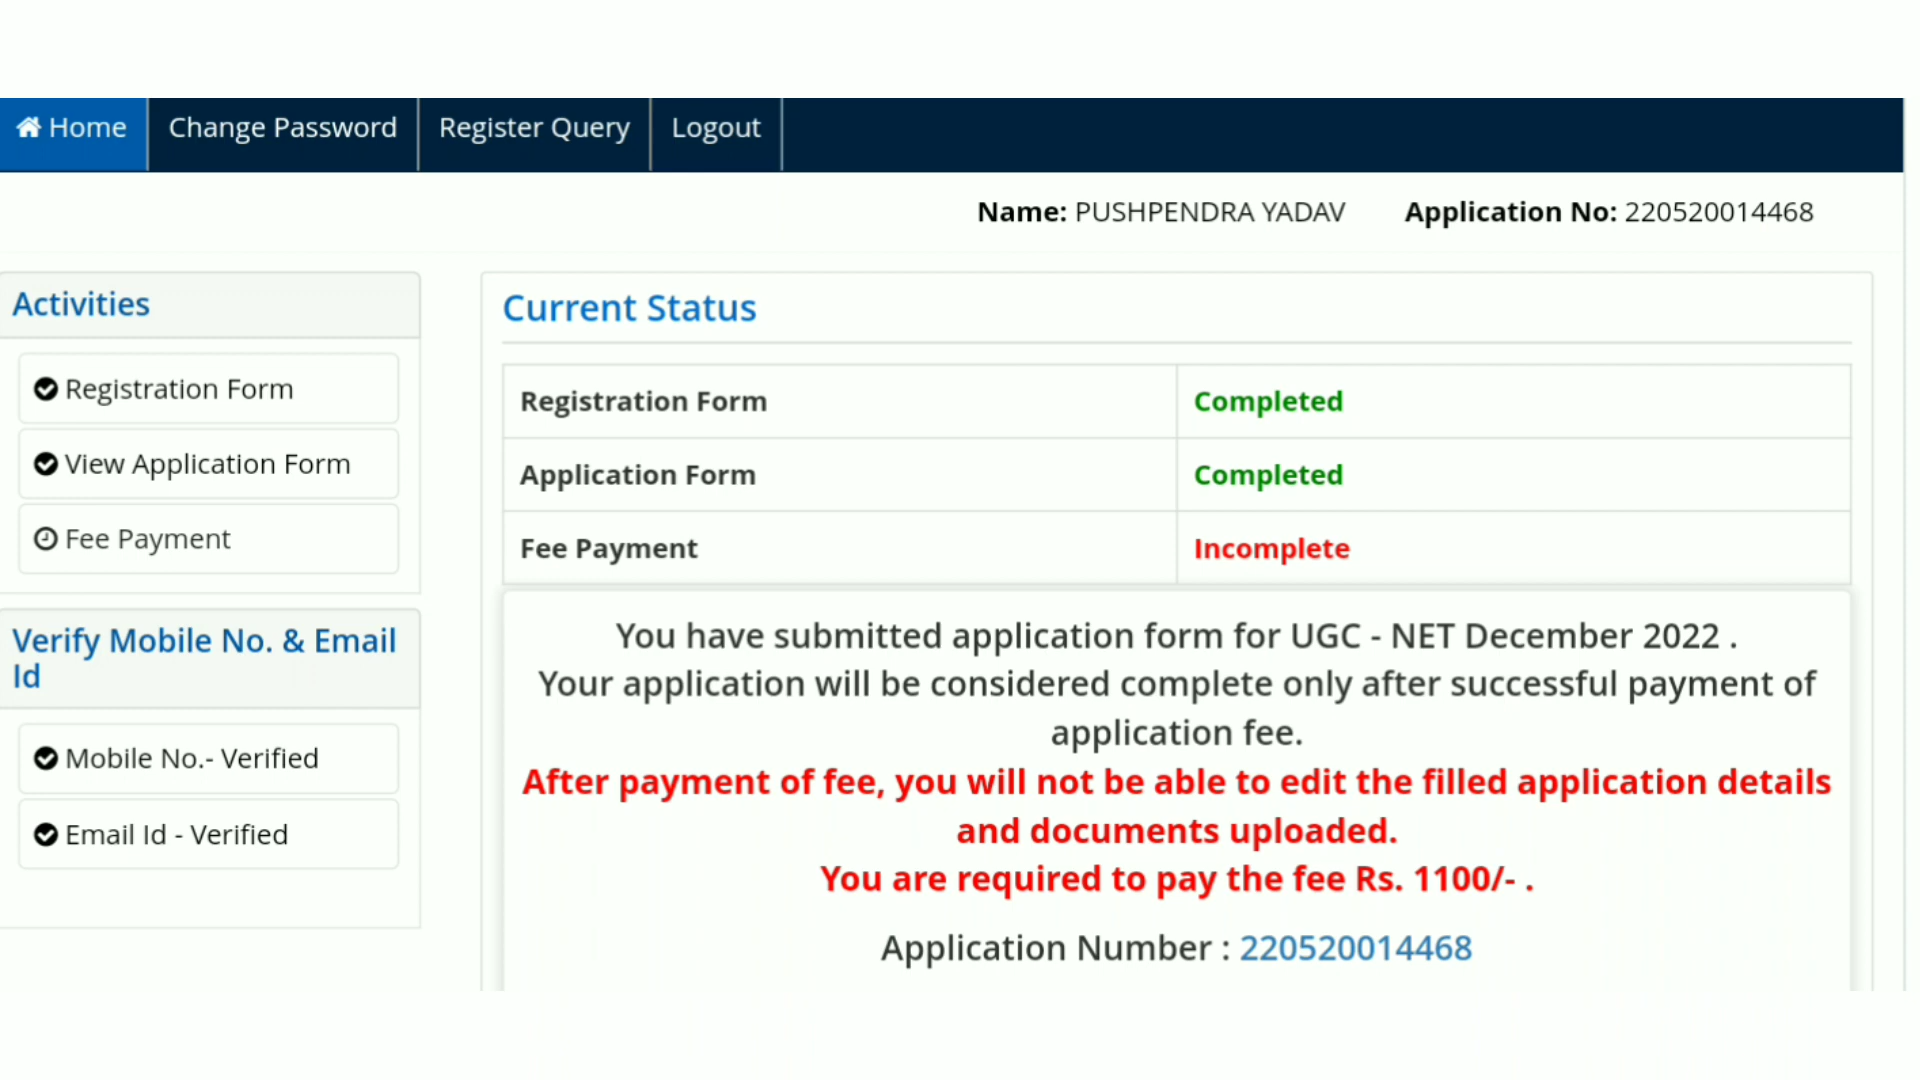 Home Change Password Register Query Logout
Name: PUSHPENDRA YADAV Application No: 220520014468
Activities
Registration Form
View Application Form
Fee Payment
Verify Mobile No. & Email
Id
Mobile No.- Verified
Email Id - Verified
Current Status
Registration Form Completed
Application Form Completed
Fee Payment Incomplete
You have submitted application form for UGC - NET December 2022 .
Your application will be considered complete only after successful payment of
application fee.
After payment of fee, you will not be able to edit the filled application details
and documents uploaded.
You are required to pay the fee Rs. 1100/- .
Application Number : 220520014468